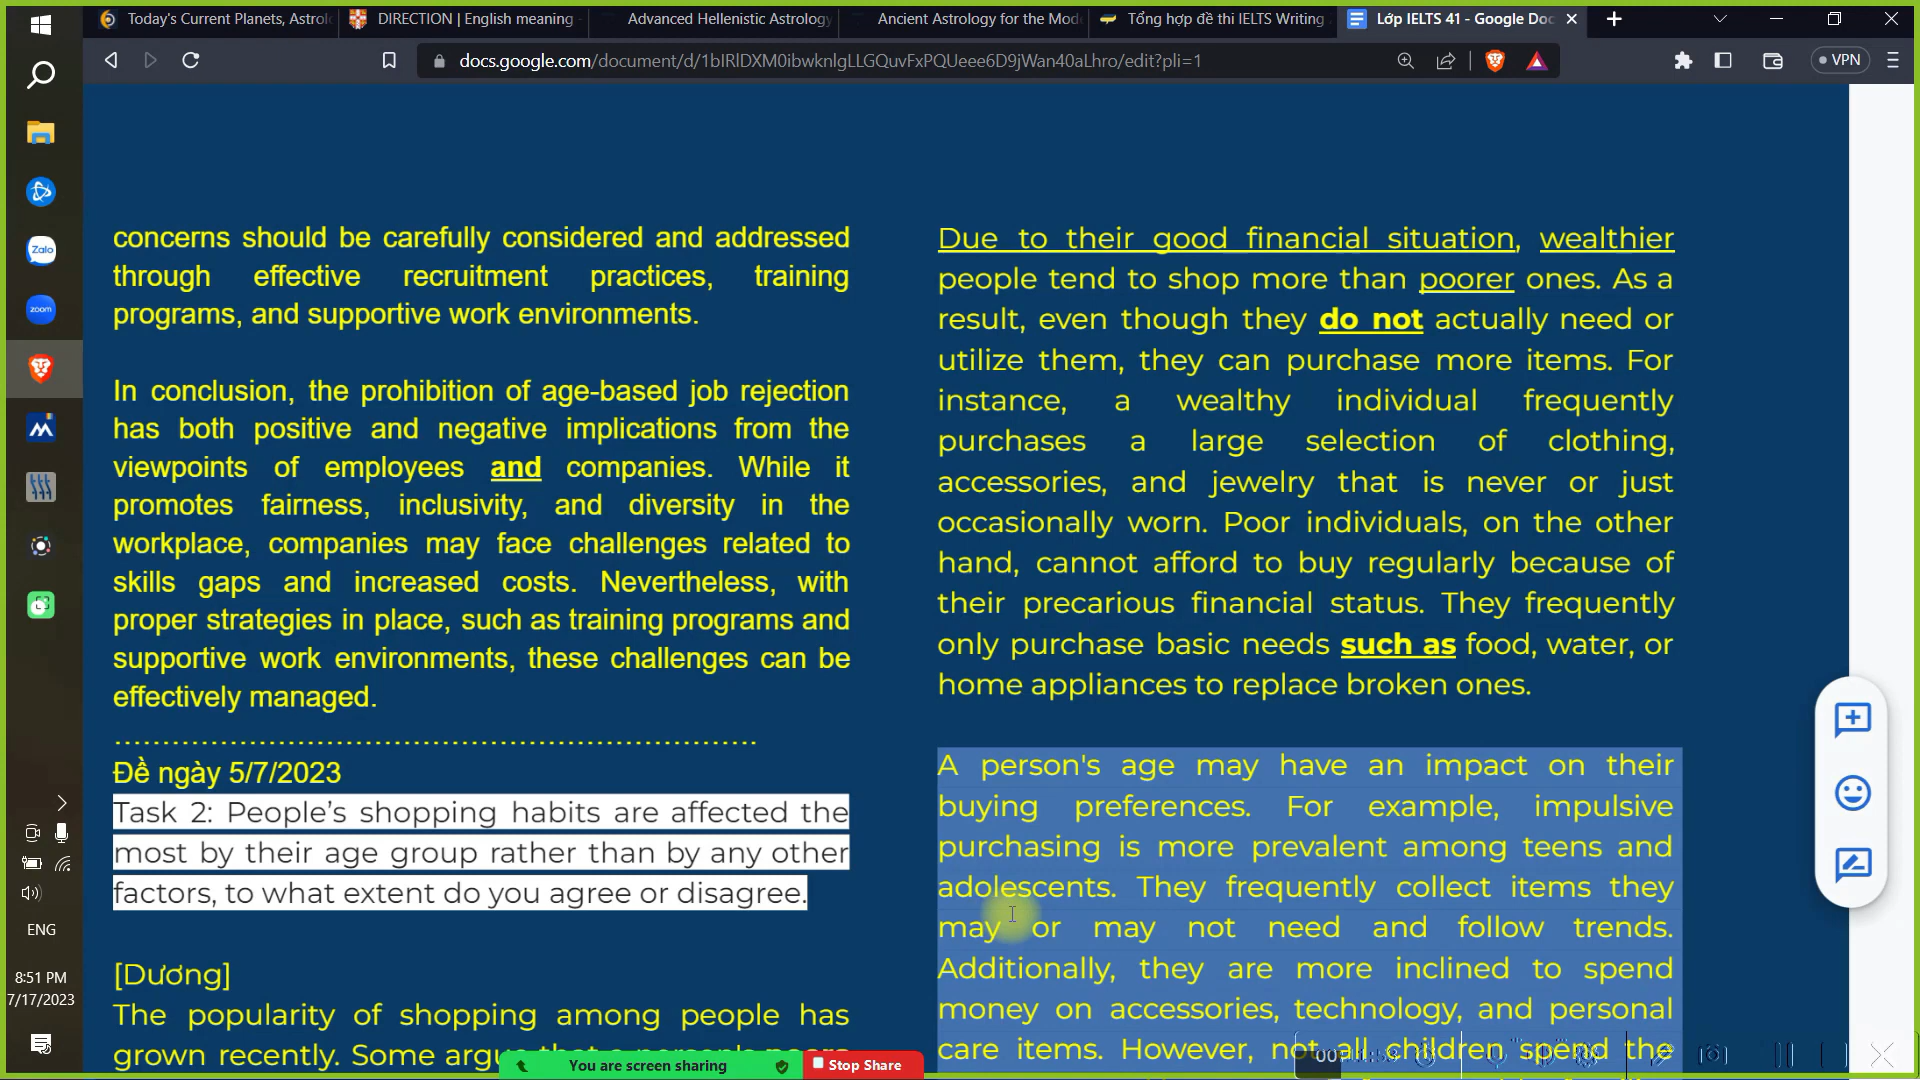 Today's Current Planets, Astrolo
DIRECTION | English meaning -
Advanced Hellenistic Astrology
Ancient Astrology for the Mod
Tổng hợp đề thi IELTS Writing
Lớp IELTS 41 - Google Doc
VPN
Zalo
zoom
ENG
8:51 PM
7/17/2023
concerns should be carefully considered and addressed
through effective recruitment practices, training
programs, and supportive work environments.
In conclusion, the prohibition of age-based job rejection
has both positive and negative implications from the
viewpoints of employees and companies. While it
promotes fairness, inclusivity, and diversity in the
workplace, companies may face challenges related to
skills gaps and increased costs. Nevertheless, with
proper strategies in place, such as training programs and
supportive work environments, these challenges can be
effectively managed.
……………………………………………………………
Đề ngày 5/7/2023
Task 2: People's shopping habits are affected the
most by their age group rather than by any other
factors, to what extent do you agree or disagree.
[Dương]
The popularity of shopping among people has
grown recently. Some argue
Due to their good financial situation, wealthier
people tend to shop more than poorer ones. As a
result, even though they do not actually need or
utilize them, they can purchase more items. For
instance, a wealthy individual frequently
purchases a large selection of clothing,
accessories, and jewelry that is never or just
occasionally worn. Poor individuals, on the other
hand, cannot afford to buy regularly because of
their precarious financial status. They frequently
only purchase basic needs such as food, water, or
home appliances to replace broken ones.
A person's age may have an impact on their
buying preferences. For example, impulsive
purchasing is more prevalent among teens and
adolescents. They frequently collect items they
may or may not need and follow trends.
Additionally, they are more inclined to spend
money on accessories, technology, and personal
care items. However, not all children spend the
You are screen sharing
Stop Share